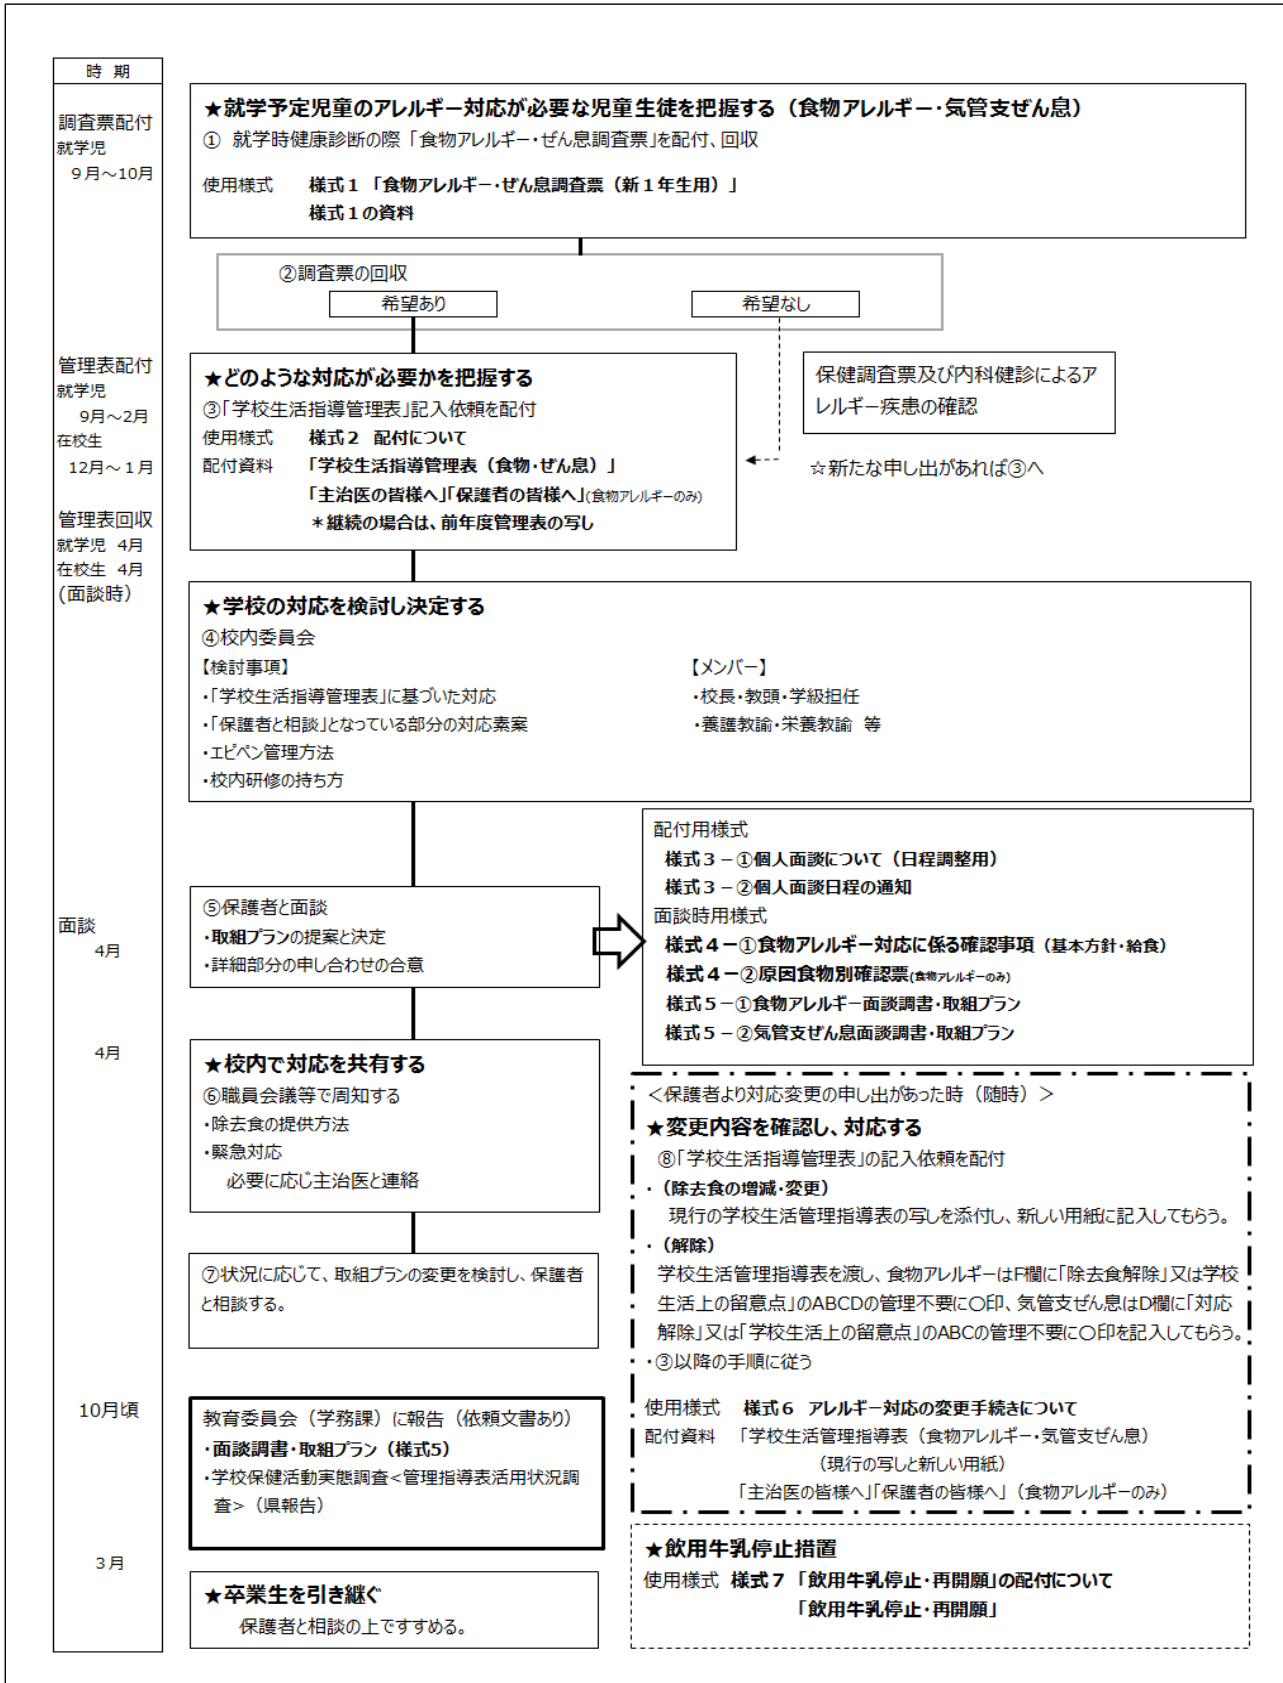 時 期
調査票配付
就学児
9月～10月
★就学予定児童のアレルギー対応が必要な児童生徒を把握する（食物アレルギー・気管支ぜん息）
① 就学時健康診断の際「食物アレルギー・ぜん息調査票」を配付、回収
使用様式 様式１「食物アレルギー・ぜん息調査票（新１年生用）」
様式１の資料
②調査票の回収
希望あり
希望なし
管理表配付
就学児
9月～2月
在校生
12月～１月
管理表回収
就学児 4月
在校生 4月
(面談時）
★どのような対応が必要かを把握する
③「学校生活指導管理表」記入依頼を配付
使用様式 様式２ 配付について
配付資料 「学校生活指導管理表（食物・ぜん息）」
「主治医の皆様へ」「保護者の皆様へ」(食物アレルギーのみ)
＊継続の場合は、前年度管理表の写し
保健調査票及び内科健診によるア
レルギー疾患の確認
☆新たな申し出があれば③へ
★学校の対応を検討し決定する
④校内委員会
【検討事項】
・「学校生活指導管理表」に基づいた対応
・「保護者と相談」となっている部分の対応素案
・エピペン管理方法
・校内研修の持ち方
【メンバー】
・校長・教頭・学級担任
・養護教諭・栄養教諭 等
面談
4月
⑤保護者と面談
・取組プランの提案と決定
・詳細部分の申し合わせの合意
配付用様式
様式３－①個人面談について（日程調整用）
様式３－②個人面談日程の通知
面談時用様式
様式４－①食物アレルギー対応に係る確認事項（基本方針・給食）
様式４－②原因食物別確認票(食物アレルギーのみ)
様式５－①食物アレルギー面談調書・取組プラン
様式５－②気管支ぜん息面談調書・取組プラン
4月
★校内で対応を共有する
⑥職員会議等で周知する
・除去食の提供方法
・緊急対応
必要に応じ主治医と連絡
⑦状況に応じて、取組プランの変更を検討し、保護者
と相談する。
＜保護者より対応変更の申し出があった時（随時）＞
★変更内容を確認し、対応する
⑧「学校生活指導管理表」の記入依頼を配付
・（除去食の増減・変更）
現行の学校生活管理指導表の写しを添付し、新しい用紙に記入してもらう。
・（解除）
学校生活管理指導表を渡し、食物アレルギーはF欄に「除去食解除」又は学校
生活上の留意点」のABCDの管理不要に〇印、気管支ぜん息はD欄に「対応
解除」又は「学校生活上の留意点」のABCの管理不要に〇印を記入してもらう。
・③以降の手順に従う
使用様式 様式６ アレルギー対応の変更手続きについて
配付資料 「学校生活管理指導表（食物アレルギー・気管支ぜん息）
（現行の写しと新しい用紙）
「主治医の皆様へ」「保護者の皆様へ」（食物アレルギーのみ）
10月頃
教育委員会（学務課）に報告（依頼文書あり）
・面談調書・取組プラン（様式5）
・学校保健活動実態調査<管理指導表活用状況調
査>（県報告）
3月
★卒業生を引き継ぐ
保護者と相談の上ですすめる。
★飲用牛乳停止措置
使用様式 様式７「飲用牛乳停止・再開願」の配付について
「飲用牛乳停止・再開願」